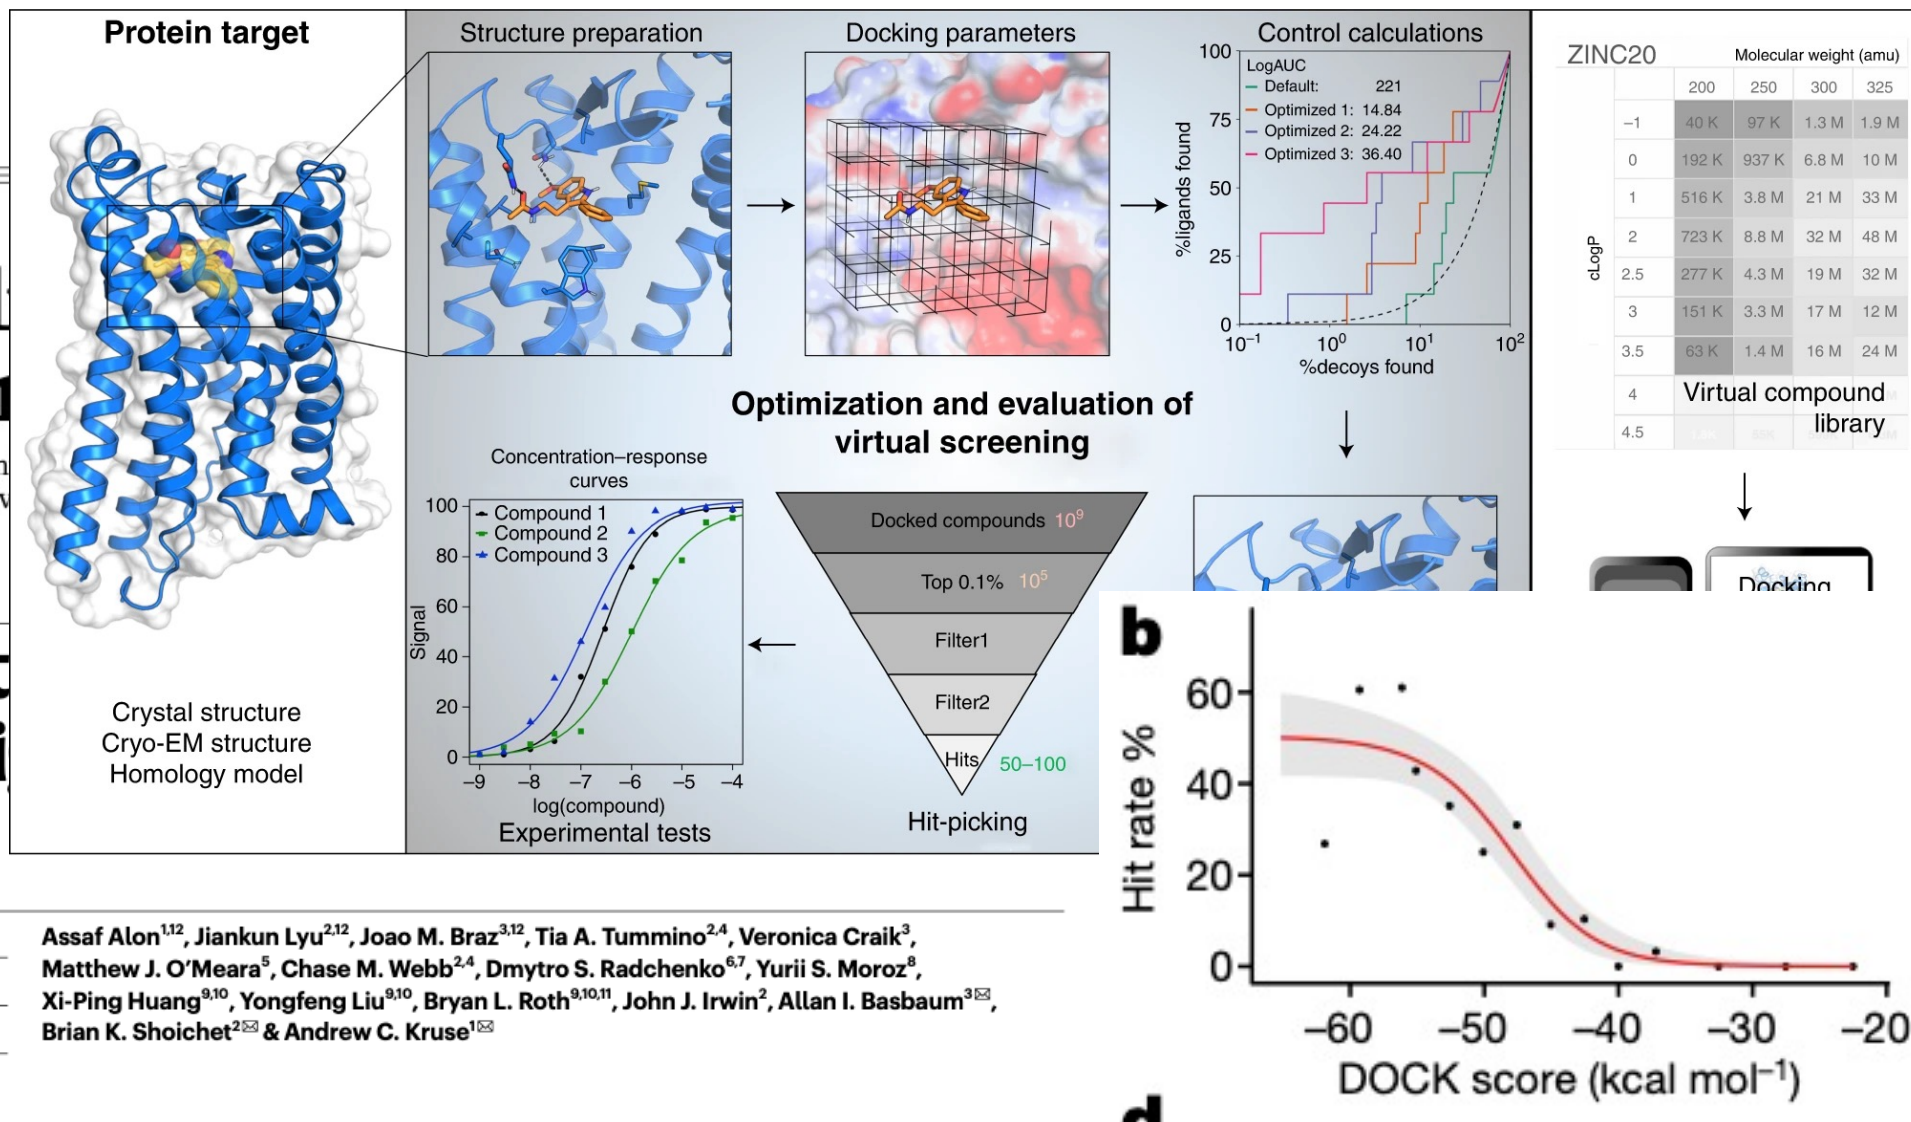 Protein target
Crystal structure
Cryo-EM structure
Homology model
Structure preparation
Docking parameters
Control calculations
100
75
50
25
0
%ligands found
LogAUC
Default: 221
Optimized 1: 14.84
Optimized 2: 24.22
Optimized 3: 36.40
10⁻¹ 10⁰ 10¹ 10²
%decoys found
Optimization and evaluation of
virtual screening
Concentration–response
curves
100
80
60
40
20
0
Signal
Compound 1
Compound 2
Compound 3
–9 –8 –7 –6 –5 –4
log(compound)
Experimental tests
Docked compounds 10⁹
Top 0.1% 10⁵
Filter1
Filter2
Hits 50–100
Hit-picking
ZINC20 Molecular weight (amu)
200 250 300 325
–1 40 K 97 K 1.3 M 1.9 M
0 192 K 937 K 6.8 M 10 M
1 516 K 3.8 M 21 M 33 M
2 723 K 8.8 M 32 M 48 M
2.5 277 K 4.3 M 19 M 32 M
3 151 K 3.3 M 17 M 12 M
3.5 63 K 1.4 M 16 M 24 M
4
4.5
cLogP
Virtual compound
library
Docking
b
60
40
20
0
Hit rate %
–60 –50 –40 –30 –20
DOCK score (kcal mol⁻¹)
d
Assaf Alon¹,¹², Jiankun Lyu²,¹², Joao M. Braz³,¹², Tia A. Tummino²,⁴, Veronica Craik³,
Matthew J. O’Meara⁵, Chase M. Webb²,⁴, Dmytro S. Radchenko⁶,⁷, Yurii S. Moroz⁸,
Xi-Ping Huang⁹,¹⁰, Yongfeng Liu⁹,¹⁰, Bryan L. Roth⁹,¹⁰,¹¹, John J. Irwin², Allan I. Basbaum³✉,
Brian K. Shoichet²✉ & Andrew C. Kruse¹✉